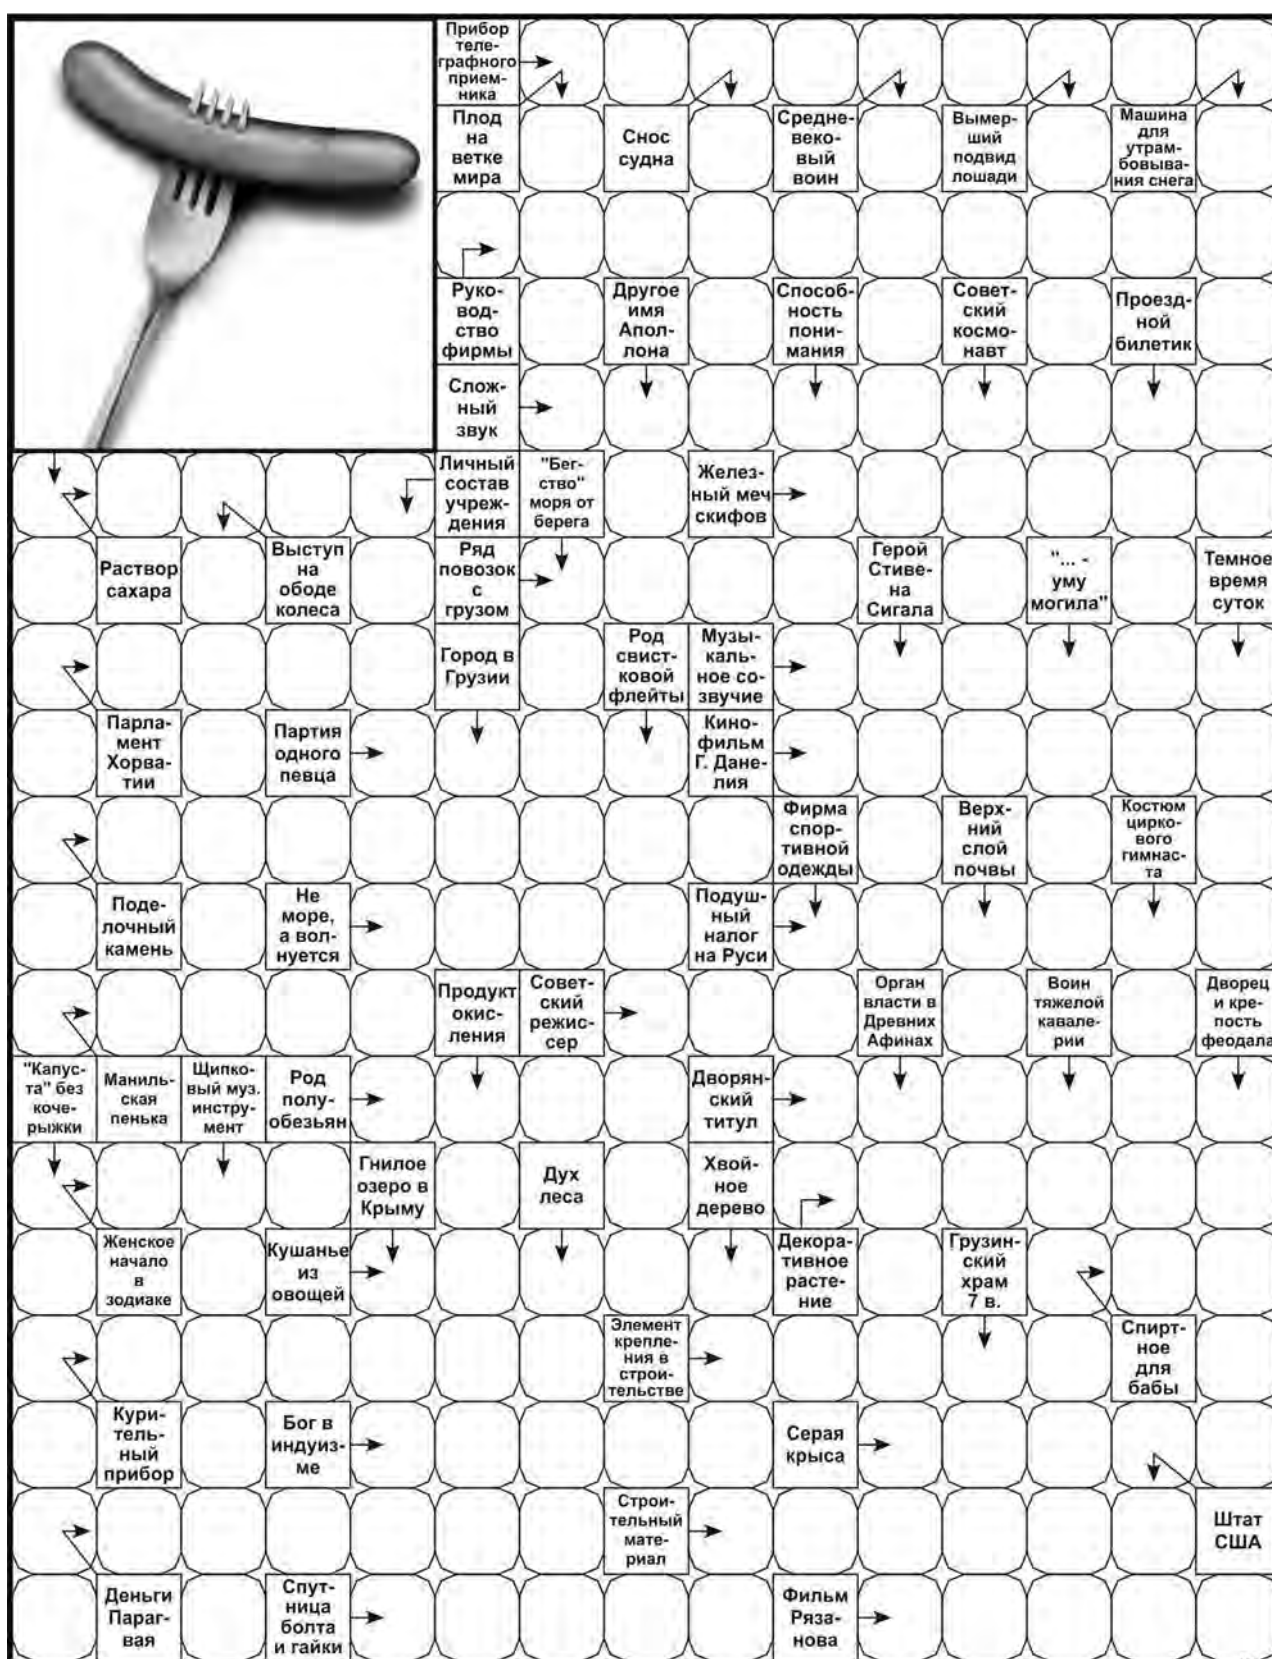 Прибор
теле-
графного
прием-
ника
Плод
на
ветке
мира
Снос
судна
Средне-
веко-
вый
воин
Вымер-
ший
подвид
лошади
Машина
для
утрам-
бовыва-
ния снега
Руко-
вод-
ство
фирмы
Другое
имя
Апол-
лона
Способ-
ность
пони-
мания
Совет-
ский
космо-
навт
Проезд-
ной
билетик
Слож-
ный
звук
Личный
состав
учреж-
дения
"Бег-
ство"
моря от
берега
Желез-
ный меч
скифов
Раствор
сахара
Выступ
на
ободе
колеса
Ряд
повозок
с
грузом
Герой
Стиве-
на
Сигала
"... -
уму
могила"
Темное
время
суток
Город в
Грузии
Род
свист-
ковой
флейты
Музы-
каль-
ное со-
звучие
Парла-
мент
Хорва-
тии
Партия
одного
певца
Кино-
фильм
Г. Дане-
лия
Фирма
спор-
тивной
одежды
Верх-
ний
слой
почвы
Костюм
цирко-
вого
гимнас-
та
Поде-
лочный
камень
Не
море,
а вол-
нуется
Подуш-
ный
налог
на Руси
Продукт
окис-
ления
Совет-
ский
режис-
сер
Орган
власти в
Древних
Афинах
Воин
тяжелой
кавале-
рии
Дворец
и кре-
пость
феодала
"Капус-
та" без
коче-
рыжки
Маниль-
ская
пенька
Щипко-
вый муз.
инстру-
мент
Род
полу-
обезьян
Дворян-
ский
титул
Гнилое
озеро в
Крыму
Дух
леса
Хвой-
ное
дерево
Женское
начало
в
зодиаке
Кушанье
из
овощей
Декора-
тивное
расте-
ние
Грузин-
ский
храм
7 в.
Элемент
крепле-
ния в
строи-
тельстве
Спирт-
ное
для
бабы
Кури-
тель-
ный
прибор
Бог в
индуиз-
ме
Серая
крыса
Строи-
тельный
мате-
риал
Штат
США
Деньги
Параг-
вая
Спут-
ница
болта
и гайки
Фильм
Ряза-
нова